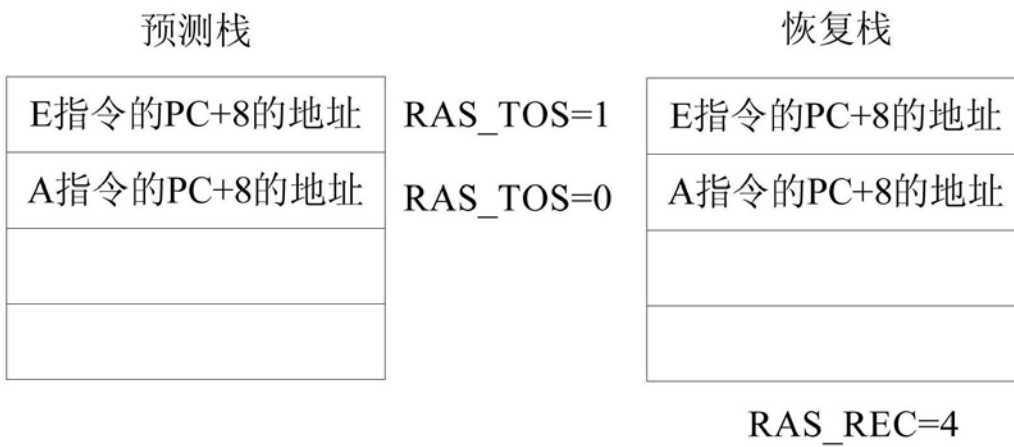 预测栈
恢复栈
E指令的PC+8的地址
RAS_TOS=1
E指令的PC+8的地址
A指令的PC+8的地址
RAS_TOS=0
A指令的PC+8的地址
RAS_REC=4